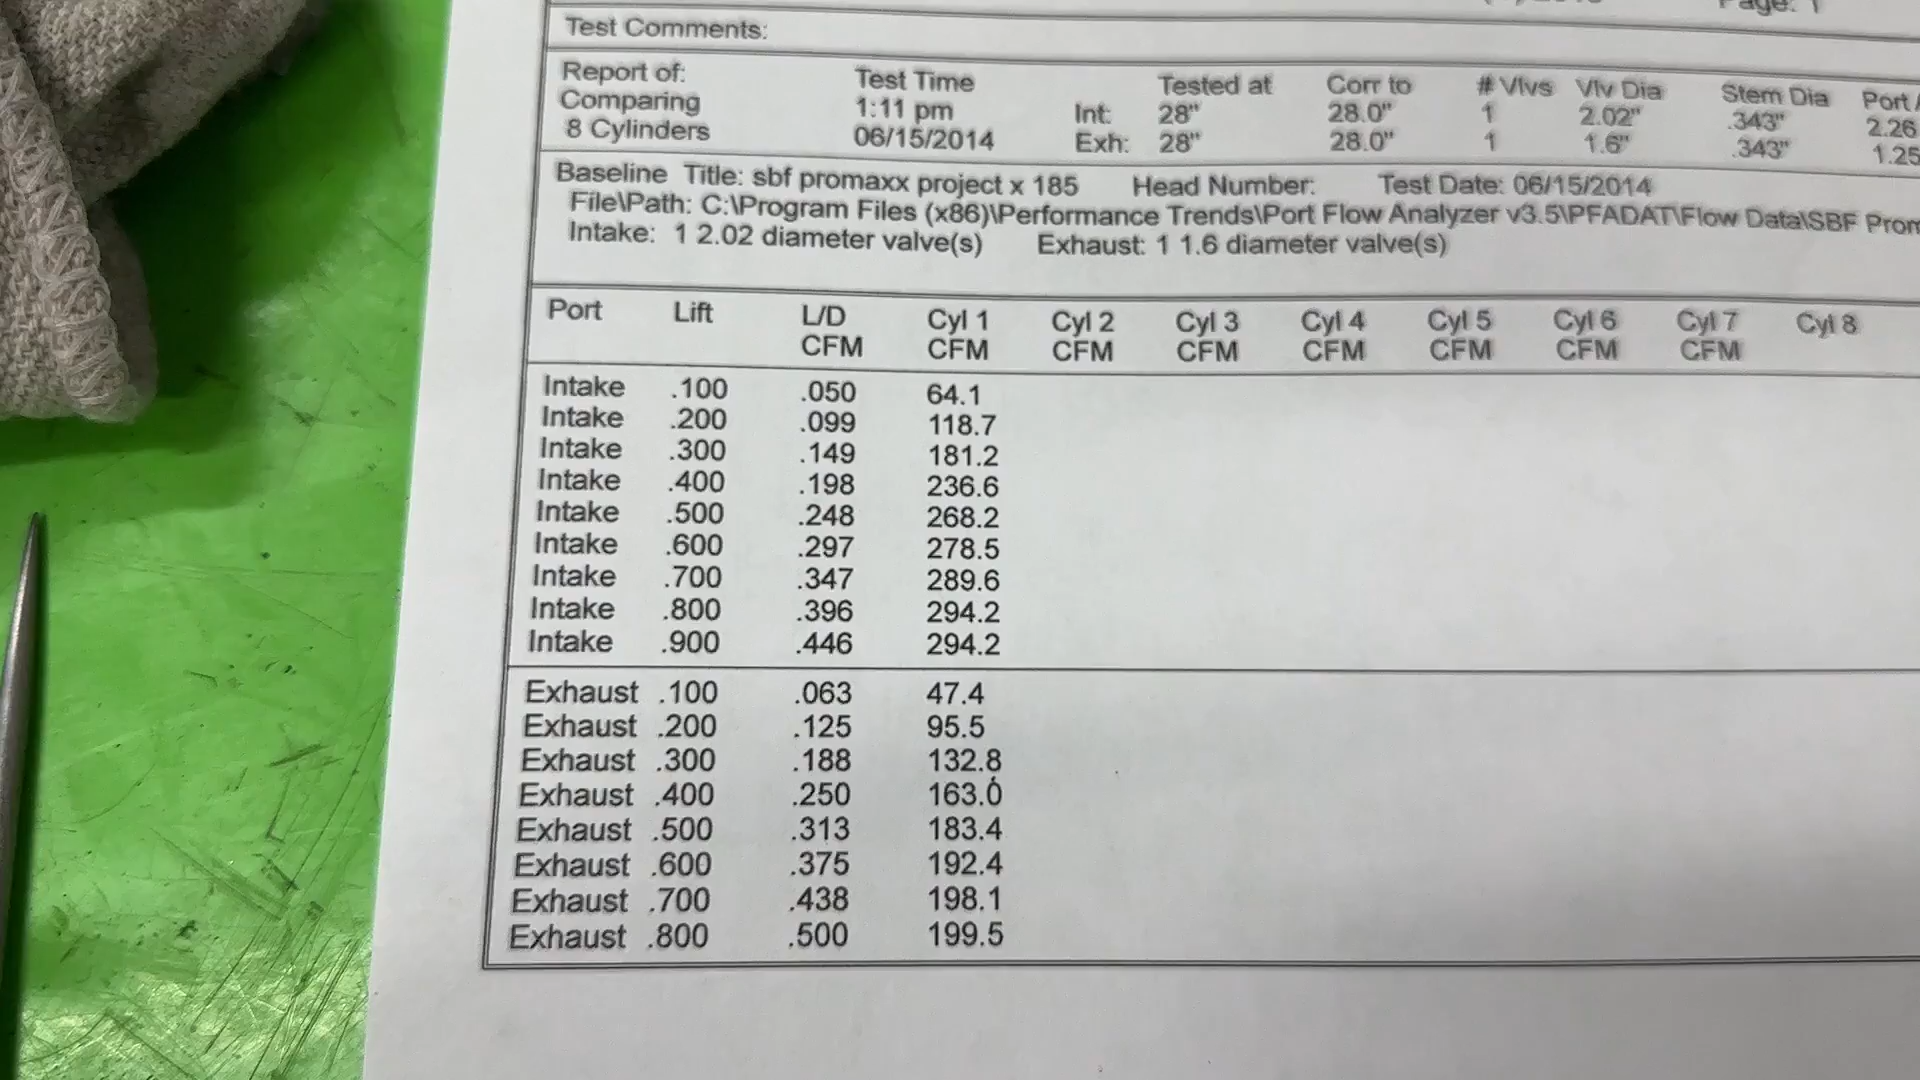 Page: 1
Test Comments:
Report of: Test Time Tested at Corr to # Vlvs Vlv Dia Stem Dia Port
Comparing 1:11 pm Int: 28" 28.0" 1 2.02" .343" 2.26
8 Cylinders 06/15/2014 Exh: 28" 28.0" 1 1.6" .343" 1.25
Baseline Title: sbf promaxx project x 185 Head Number: Test Date: 06/15/2014
File\Path: C:\Program Files (x86)\Performance Trends\Port Flow Analyzer v3.5\PFADAT\Flow Data\SBF Prom
Intake: 1 2.02 diameter valve(s) Exhaust: 1 1.6 diameter valve(s)
Port Lift L/D Cyl 1 Cyl 2 Cyl 3 Cyl 4 Cyl 5 Cyl 6 Cyl 7 Cyl 8
CFM CFM CFM CFM CFM CFM CFM CFM
Intake .100 .050 64.1
Intake .200 .099 118.7
Intake .300 .149 181.2
Intake .400 .198 236.6
Intake .500 .248 268.2
Intake .600 .297 278.5
Intake .700 .347 289.6
Intake .800 .396 294.2
Intake .900 .446 294.2
Exhaust .100 .063 47.4
Exhaust .200 .125 95.5
Exhaust .300 .188 132.8
Exhaust .400 .250 163.0
Exhaust .500 .313 183.4
Exhaust .600 .375 192.4
Exhaust .700 .438 198.1
Exhaust .800 .500 199.5